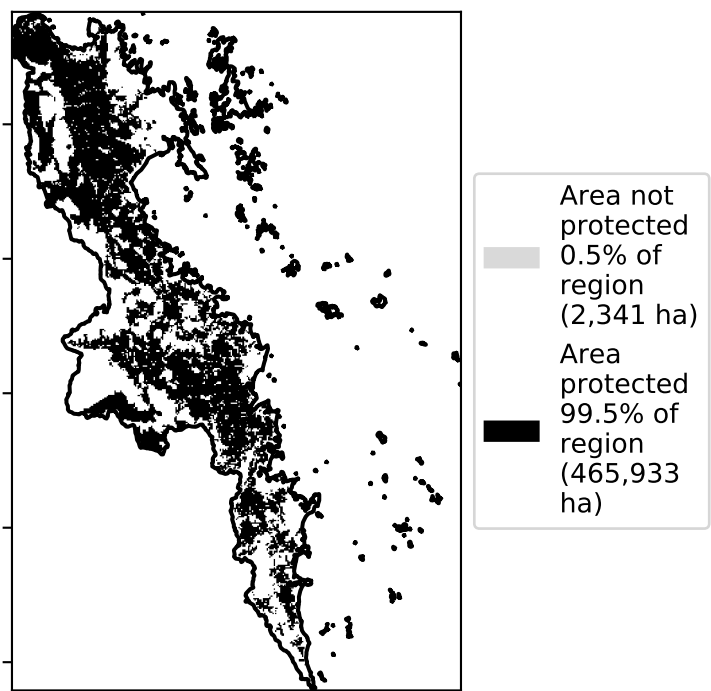 Area not
protected
0.5% of
region
(2,341 ha)
Area
protected
99.5% of
region
(465,933
ha)